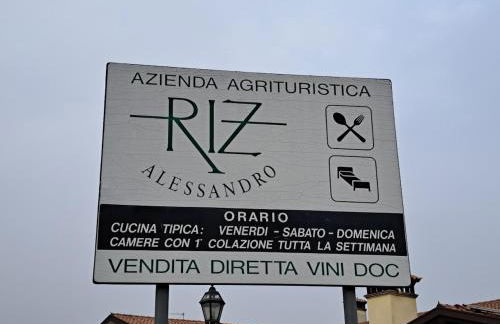 AZIENDA AGRITURISTICA
RIZ
ALESSANDRO
ORARIO
CUCINA TIPICA: VENERDI - SABATO - DOMENICA
CAMERE CON 1ª COLAZIONE TUTTA LA SETTIMANA
VENDITA DIRETTA VINI DOC